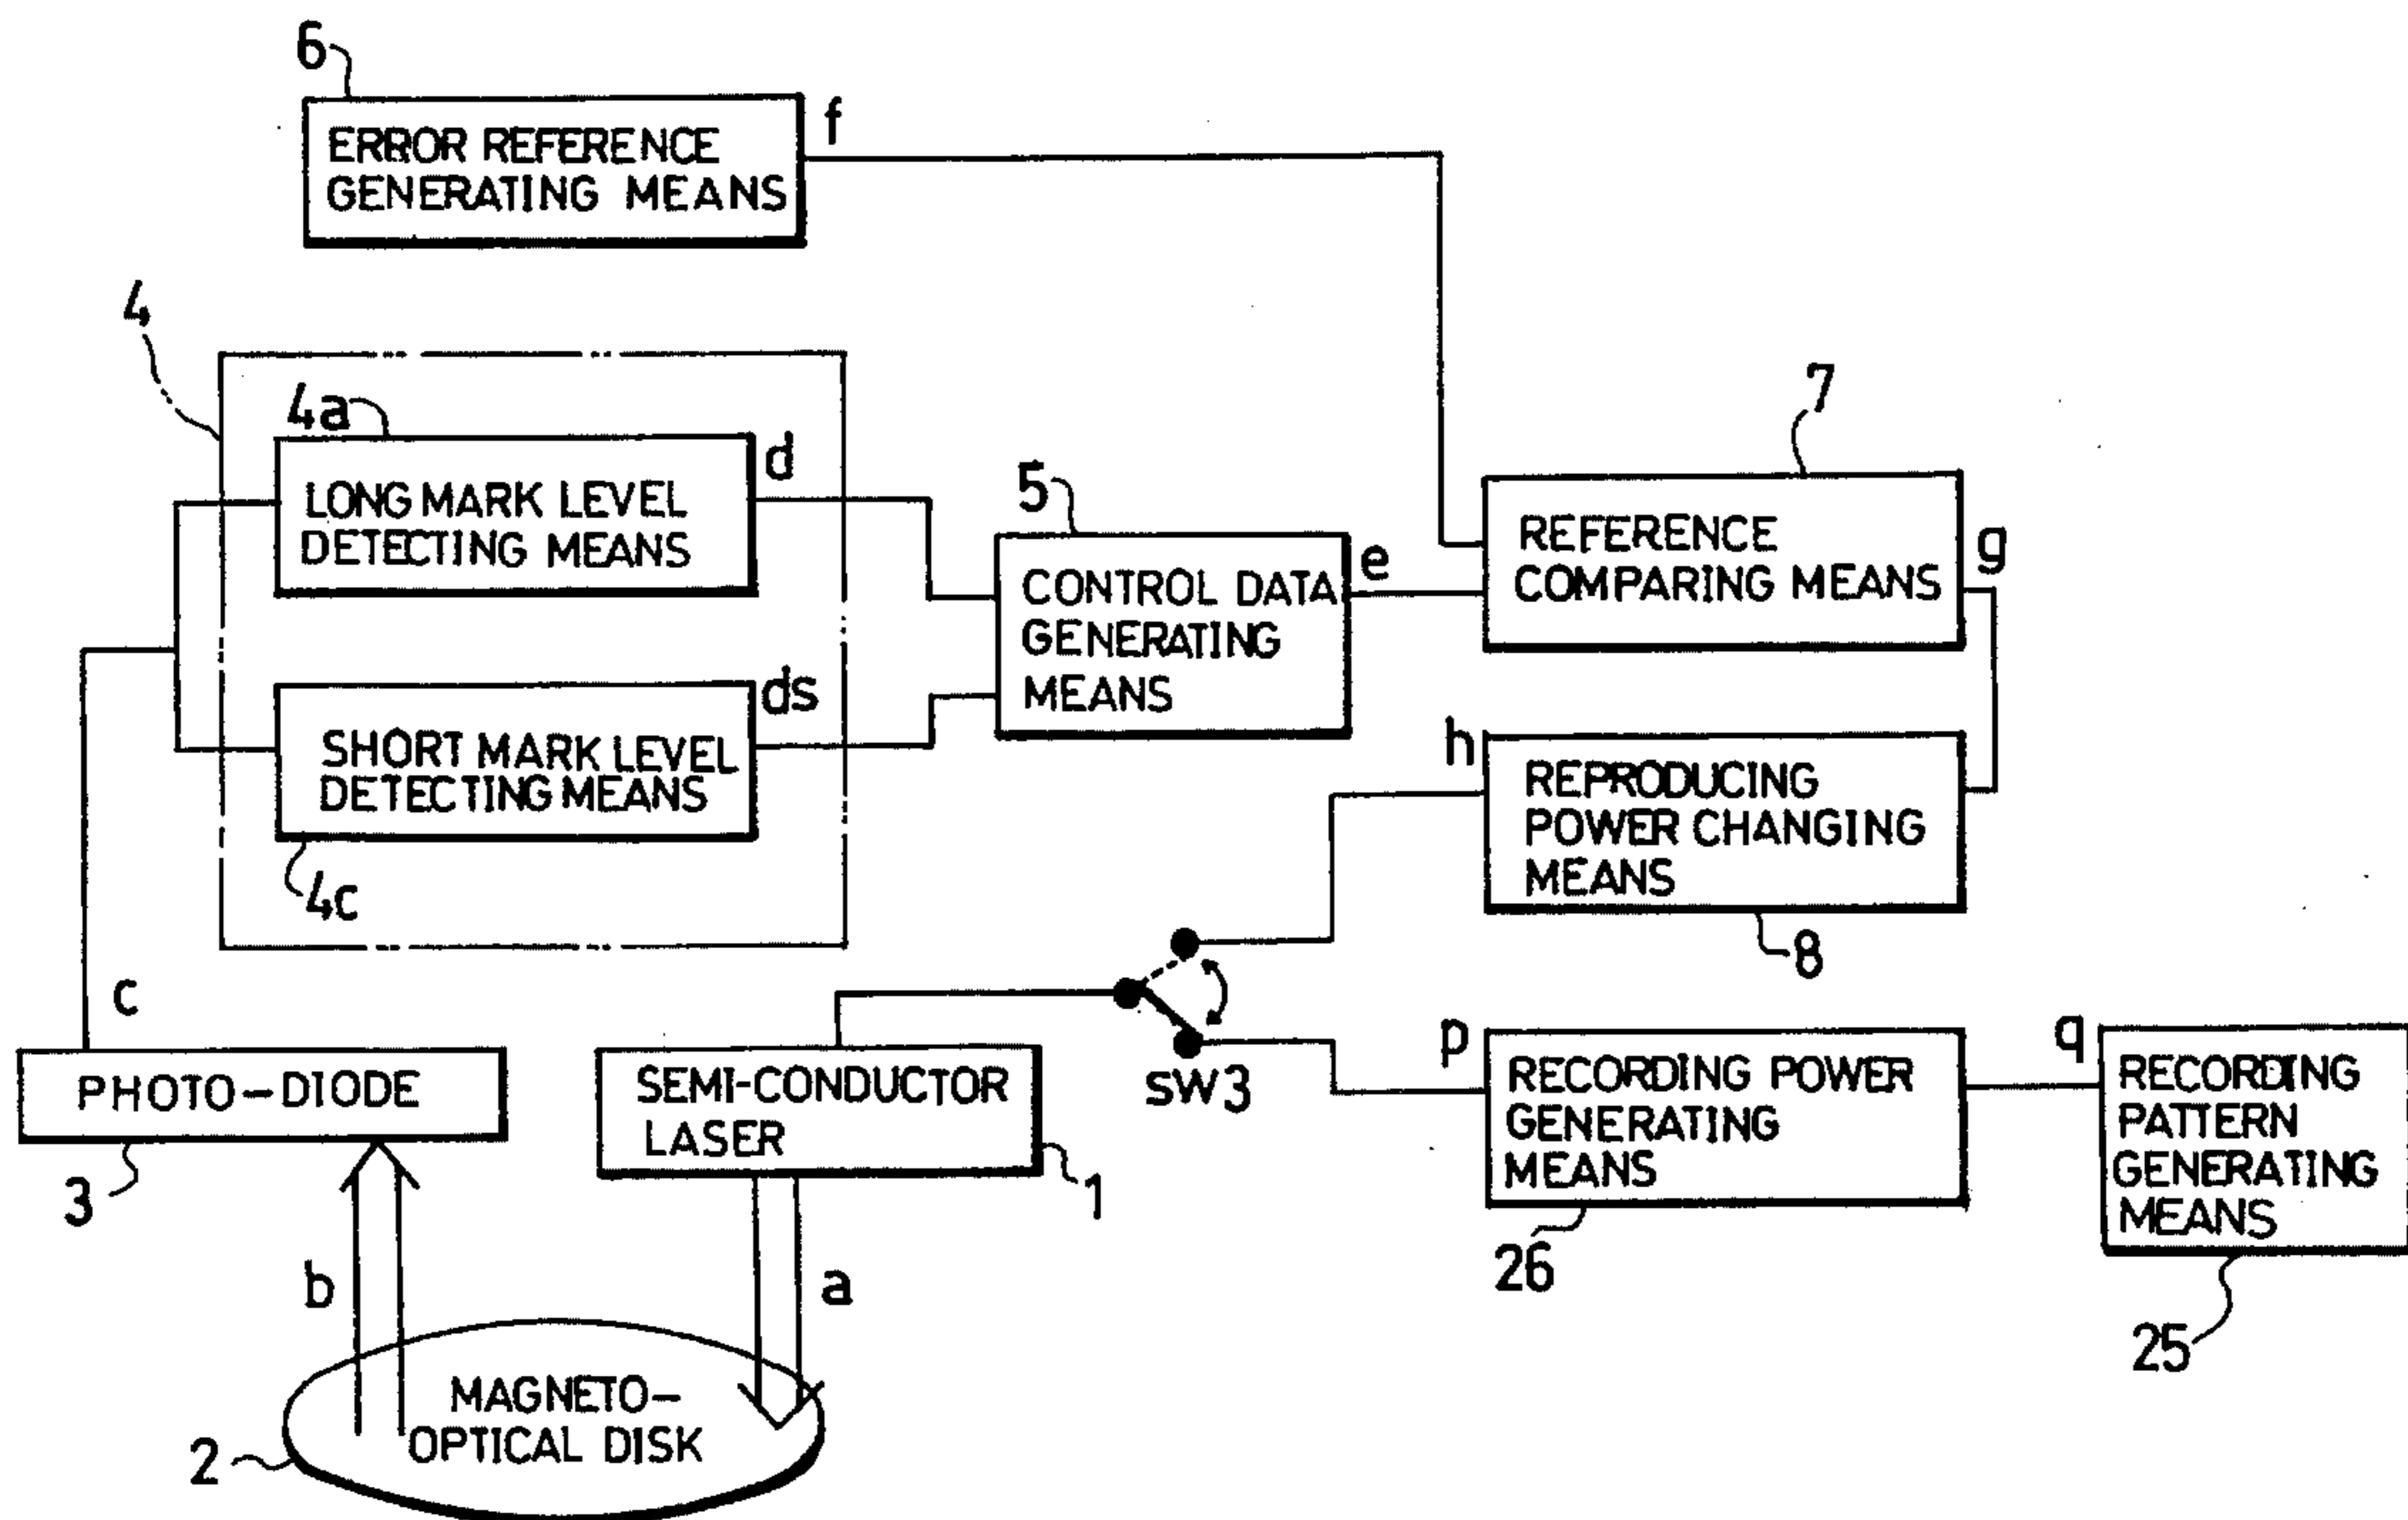 6
f
ERROR REFERENCE
GENERATING MEANS
4
4a
d
LONG MARK LEVEL
DETECTING MEANS
ds
SHORT MARK LEVEL
DETECTING MEANS
4c
5
CONTROL DATA
GENERATING
MEANS
e
7
REFERENCE
COMPARING MEANS
g
h
REPRODUCING
POWER CHANGING
MEANS
8
c
PHOTO-DIODE
3
SEMI-CONDUCTOR
LASER
1
SW3
p
RECORDING POWER
GENERATING
MEANS
26
q
RECORDING
PATTERN
GENERATING
MEANS
25
b
a
MAGNETO-
OPTICAL DISK
2